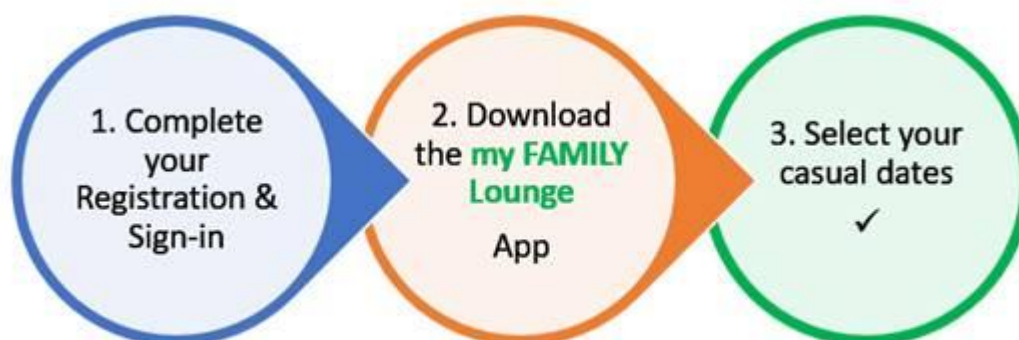 1. Complete
your
Registration &
Sign-in
2. Download
the my FAMILY
Lounge
App
3. Select your
casual dates
✓